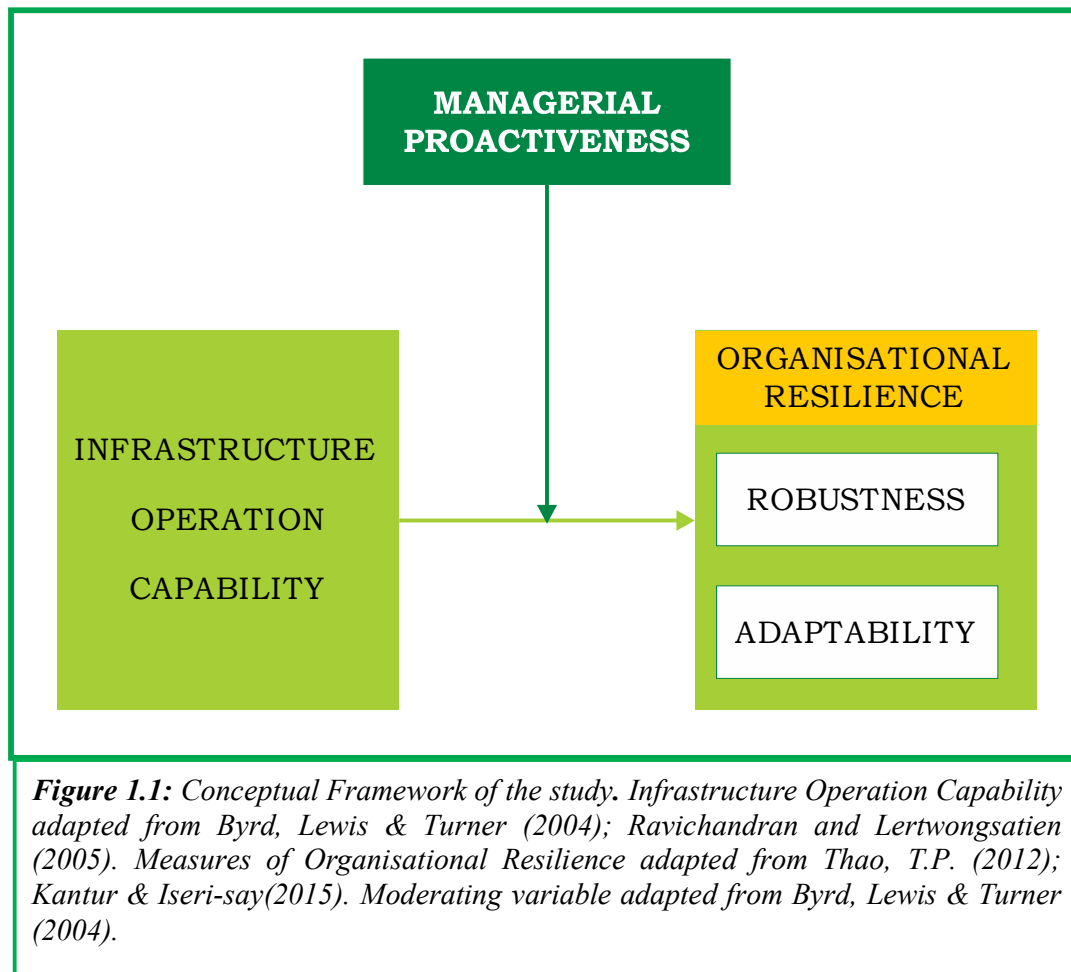 MANAGERIAL
PROACTIVENESS
INFRASTRUCTURE
OPERATION
CAPABILITY
ORGANISATIONAL
RESILIENCE
ROBUSTNESS
ADAPTABILITY
Figure 1.1: Conceptual Framework of the study. Infrastructure Operation Capability
adapted from Byrd, Lewis & Turner (2004); Ravichandran and Lertwongsatien
(2005). Measures of Organisational Resilience adapted from Thao, T.P. (2012);
Kantur & Iseri-say(2015). Moderating variable adapted from Byrd, Lewis & Turner
(2004).